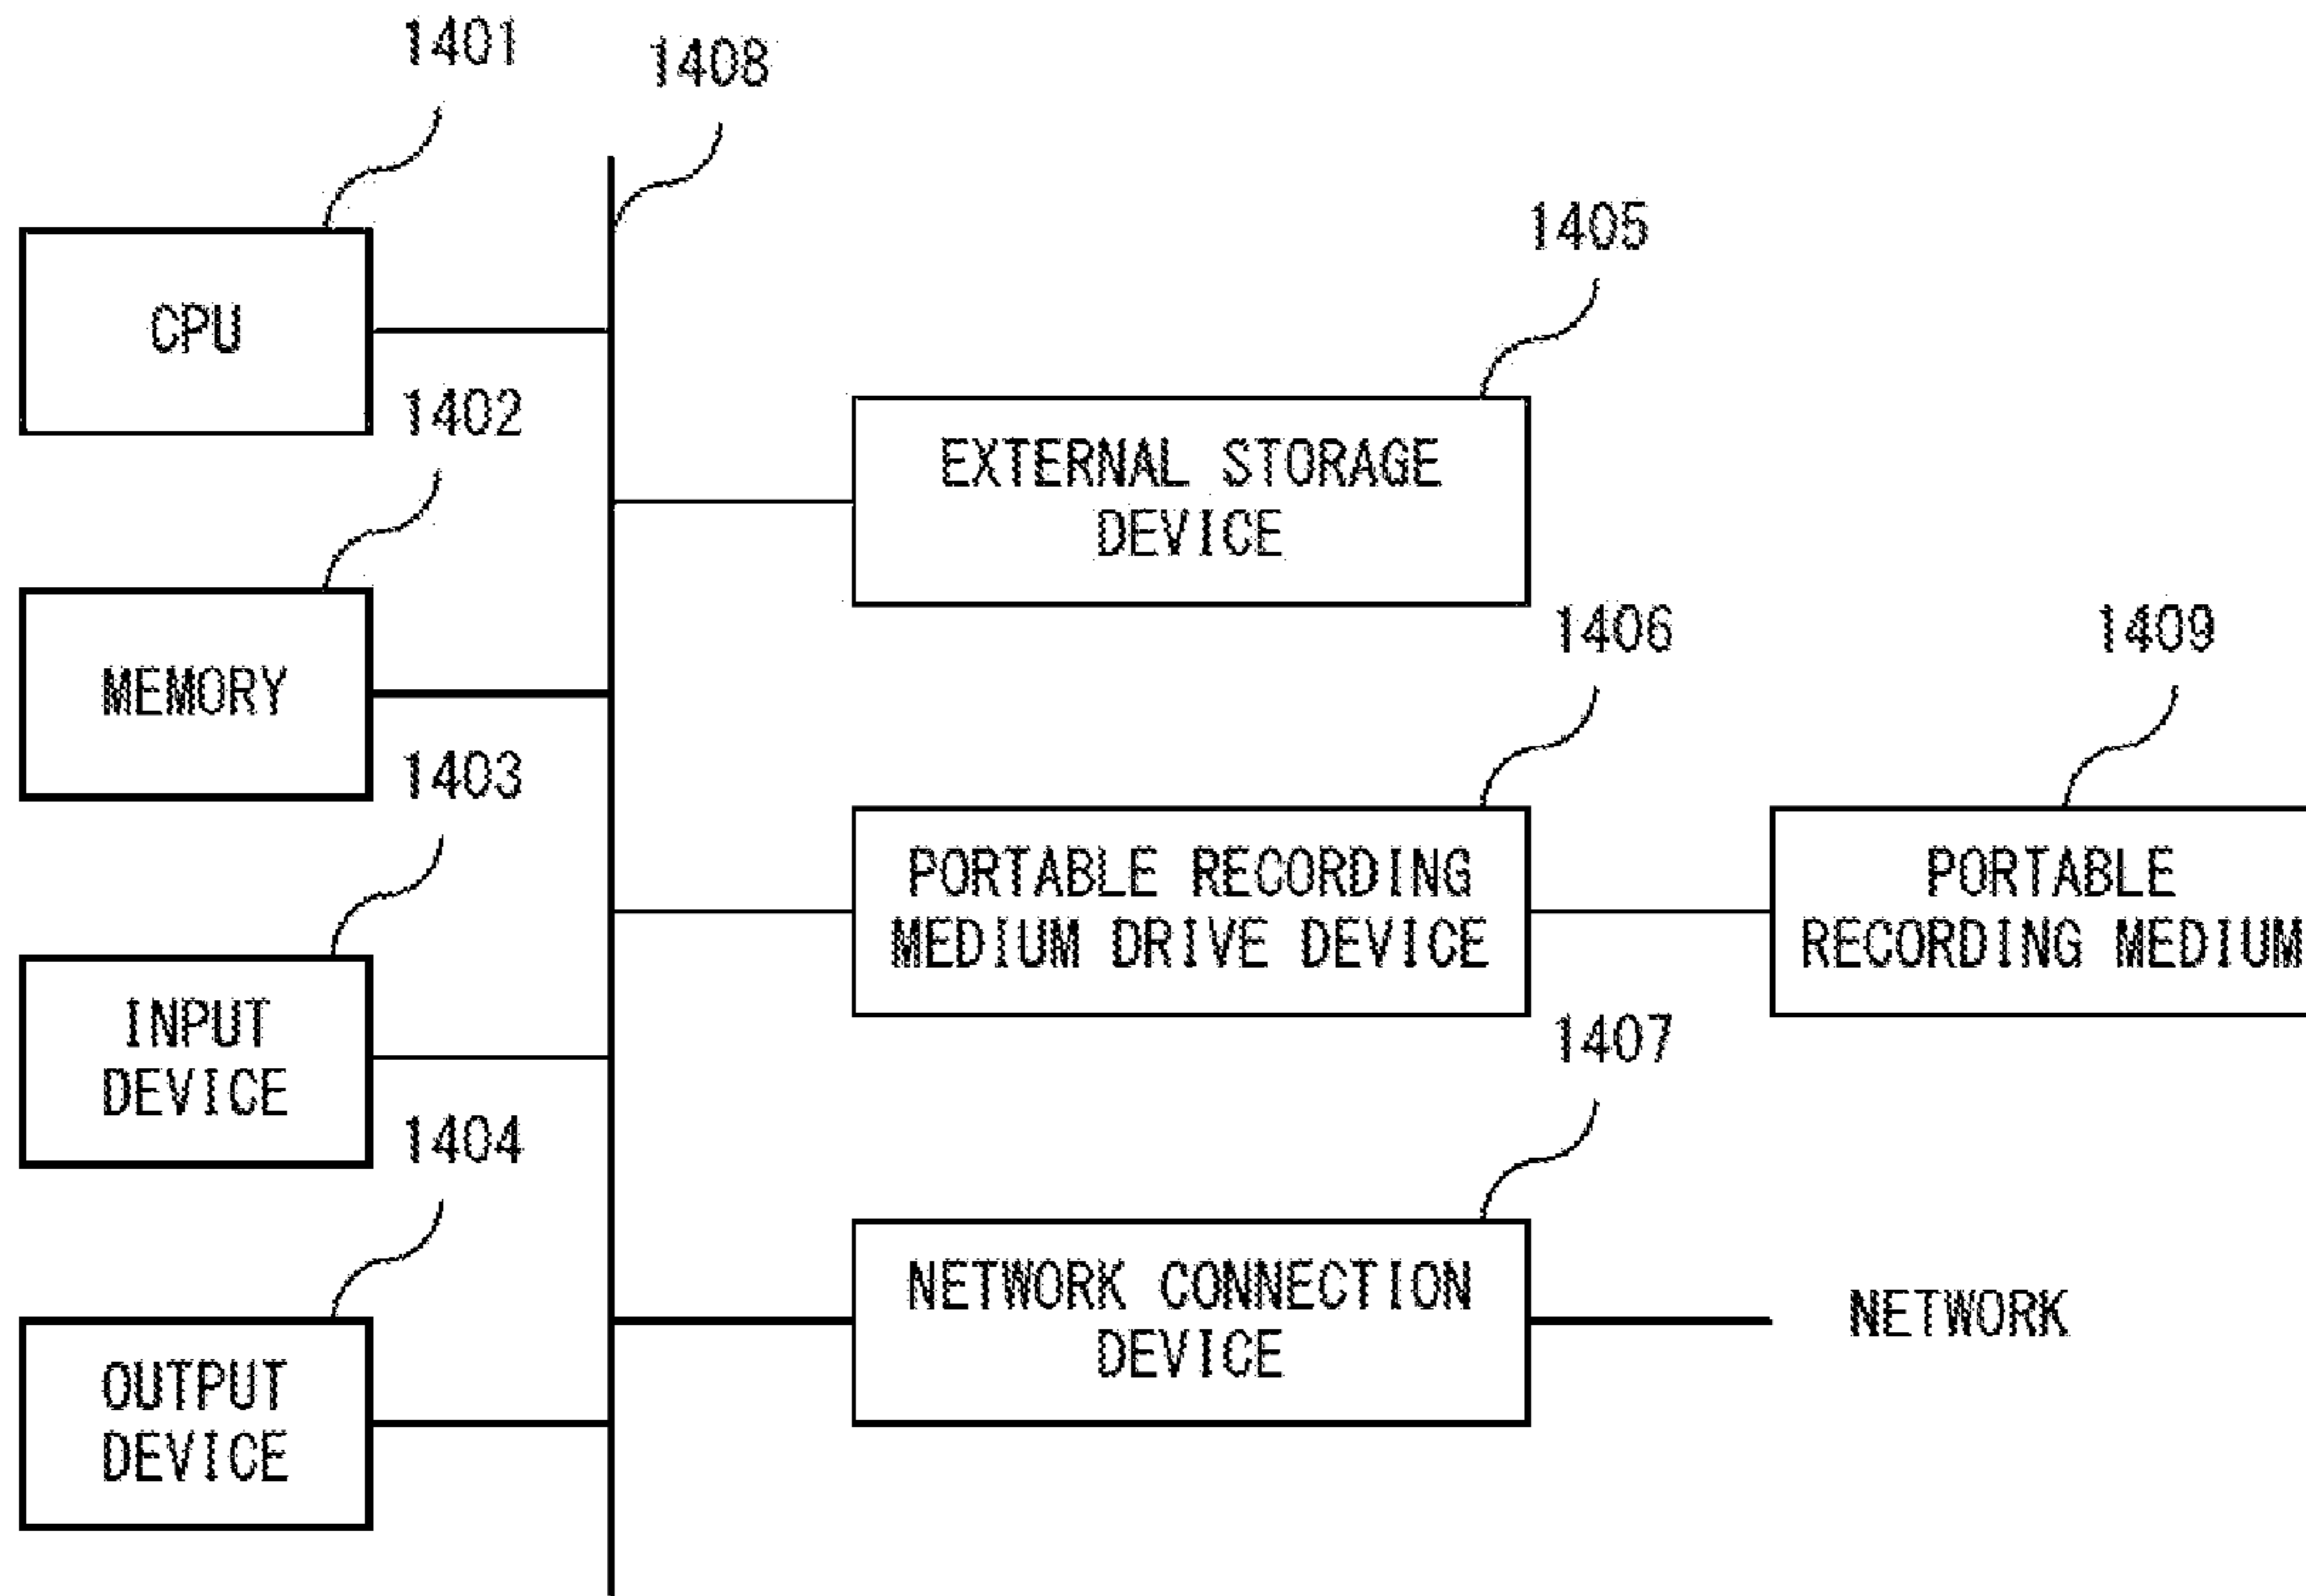 1401
1408
CPU
1405
1402
EXTERNAL STORAGE
DEVICE
MEMORY
1406
1409
1403
PORTABLE RECORDING
MEDIUM DRIVE DEVICE
PORTABLE
RECORDING MEDIUM
INPUT
DEVICE
1407
1404
NETWORK CONNECTION
DEVICE
NETWORK
OUTPUT
DEVICE